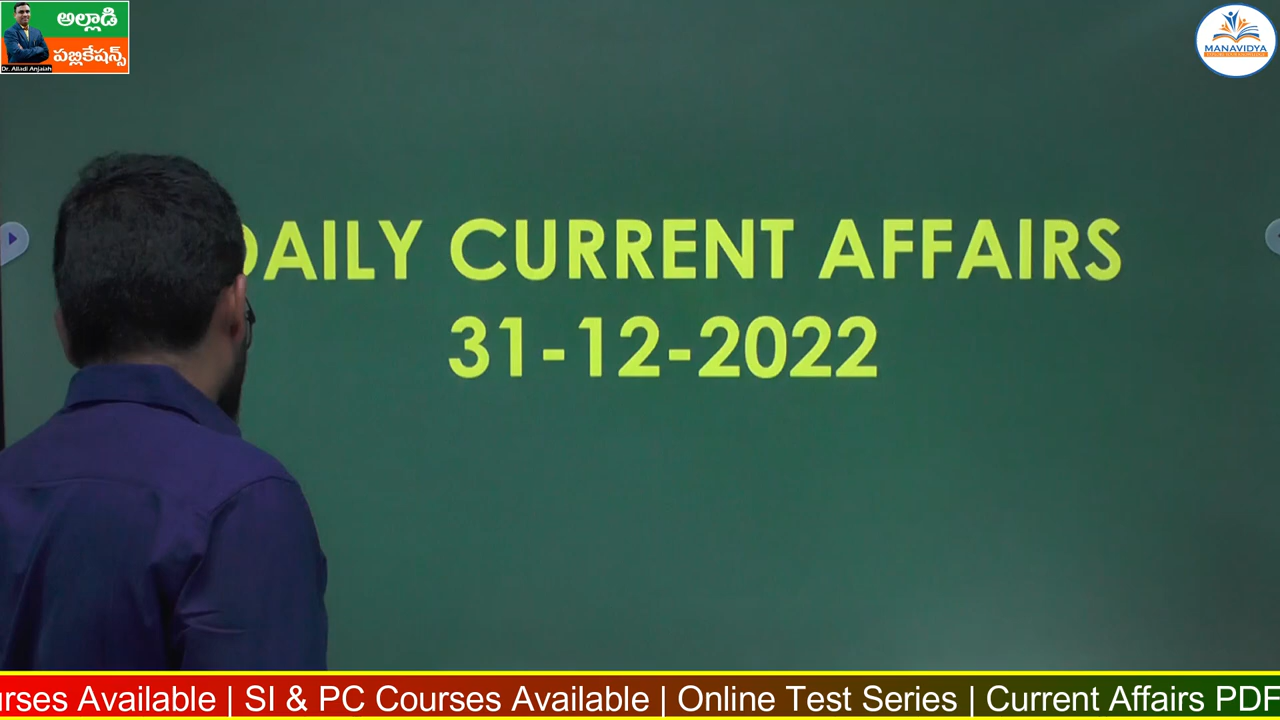 అల్లాడి
పబ్లికేషన్స్
Dr. Alladi Anjaiah
MANAVIDYA
DAILY CURRENT AFFAIRS
31-12-2022
urses Available | SI & PC Courses Available | Online Test Series | Current Affairs PDF